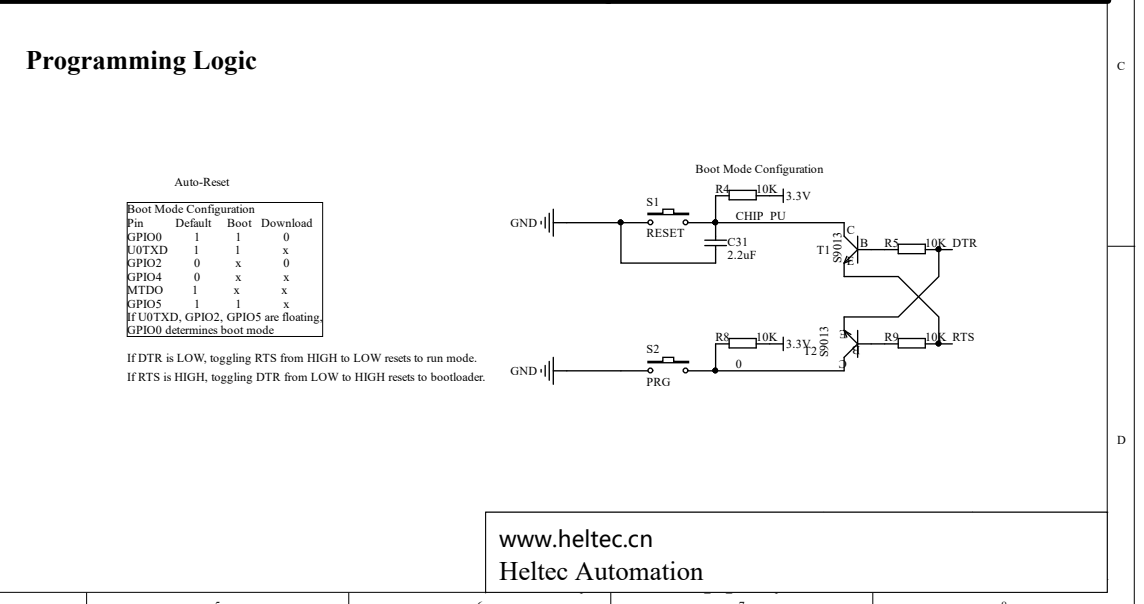 Programming Logic
C
Auto-Reset
Boot Mode Configuration
Pin Default Boot Download
GPIO0 1 1 0
U0TXD 1 1 x
GPIO2 0 x 0
GPIO4 0 x x
MTDO 1 x x
GPIO5 1 1 x
If U0TXD, GPIO2, GPIO5 are floating,
GPIO0 determines boot mode
If DTR is LOW, toggling RTS from HIGH to LOW resets to run mode.
If RTS is HIGH, toggling DTR from LOW to HIGH resets to bootloader.
Boot Mode Configuration
R4 10K 3.3V
S1
CHIP_PU
GND
RESET
C31
2.2uF
C
T1 S9013 B R5 10K DTR
E
R8 10K 3.3V
T2 S9013 E B R9 10K RTS
C
S2
0
GND
PRG
D
www.heltec.cn
Heltec Automation